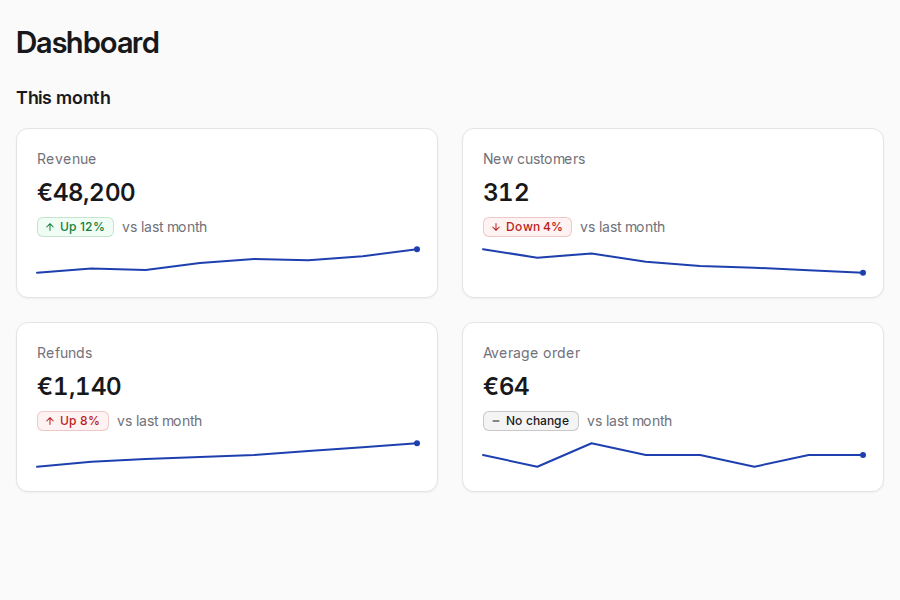 Dashboard
This month
Revenue
€48,200
↑ Up 12% vs last month
New customers
312
↓ Down 4% vs last month
Refunds
€1,140
↑ Up 8% vs last month
Average order
€64
− No change vs last month